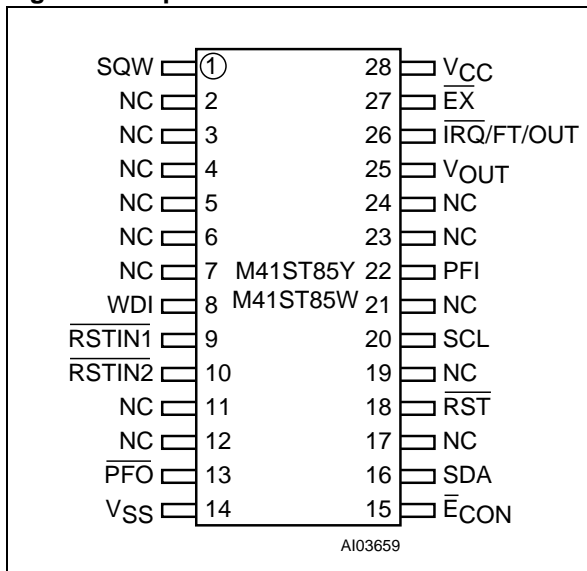 SQW 1 28 VCC
NC 2 27 EX
NC 3 26 IRQ/FT/OUT
NC 4 25 VOUT
NC 5 24 NC
NC 6 23 NC
NC 7 M41ST85Y 22 PFI
WDI 8 M41ST85W 21 NC
RSTIN1 9 20 SCL
RSTIN2 10 19 NC
NC 11 18 RST
NC 12 17 NC
PFO 13 16 SDA
VSS 14 15 ECON
AI03659